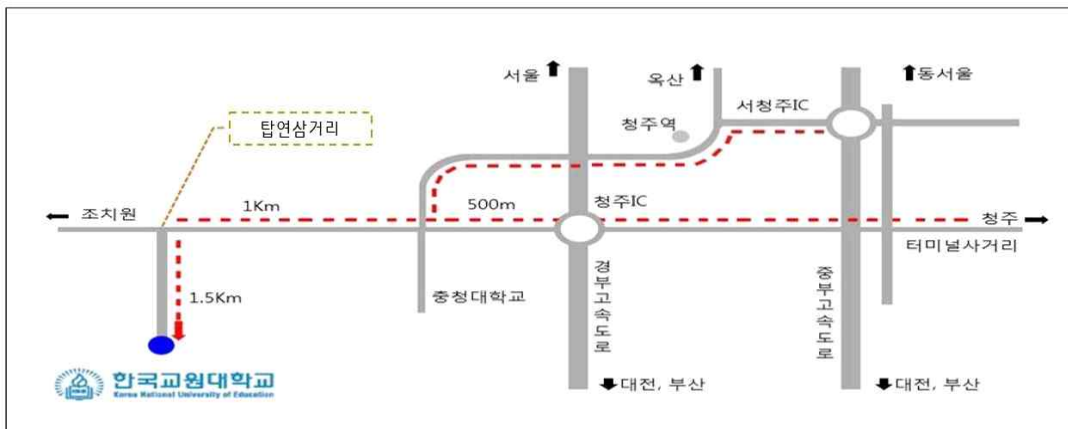 서울
옥산
동서울
서청주IC
청주역
탑연삼거리
조치원
1Km
500m
청주IC
청주
터미널사거리
1.5Km
충청대학교
경부고속도로
중부고속도로
대전, 부산
대전, 부산
한국교원대학교
Korea National University of Education